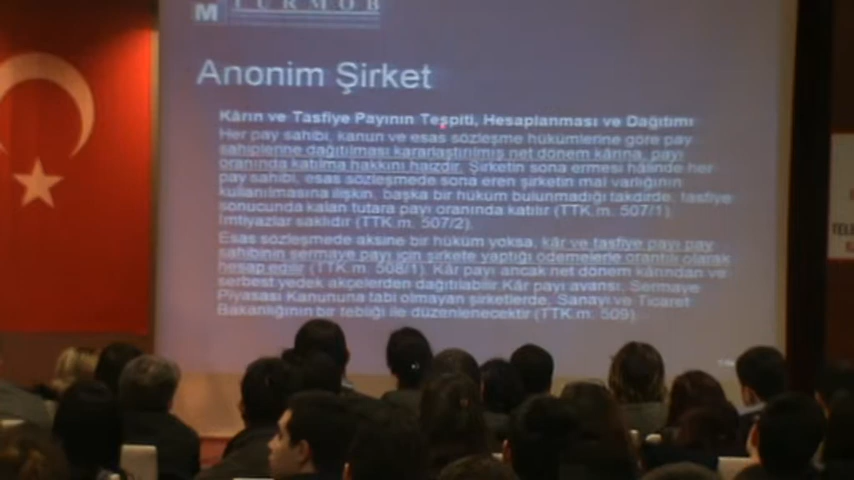 TÜRMOB
M
Anonim Şirket
Kârın ve Tasfiye Payının Tespiti, Hesaplanması ve Dağıtımı
Her pay sahibi, kanun ve esas sözleşme hükümlerine göre pay
sahiplerine dağıtılması kararlaştırılmış net dönem kârına, payı
oranında katılma hakkını haizdir. Şirketin sona ermesi hâlinde her
pay sahibi, esas sözleşmede sona eren şirketin mal varlığının
kullanılmasına ilişkin, başka bir hüküm bulunmadığı takdirde, tasfiye
sonucunda kalan tutara payı oranında katılır (TTK.m. 507/1).
İmtiyazlar saklıdır (TTK.m. 507/2).
Esas sözleşmede aksine bir hüküm yoksa, kâr ve tasfiye payı pay
sahibinin sermaye payı için şirkete yaptığı ödemelerle orantılı olarak
hesap edilir (TTK.m. 508/1). Kâr payı ancak net dönem kârından ve
serbest yedek akçelerden dağıtılabilir.Kâr payı avansı, Sermaye
Piyasası Kanununa tabi olmayan şirketlerde, Sanayi ve Ticaret
Bakanlığının bir tebliği ile düzenlenecektir (TTK.m. 509).